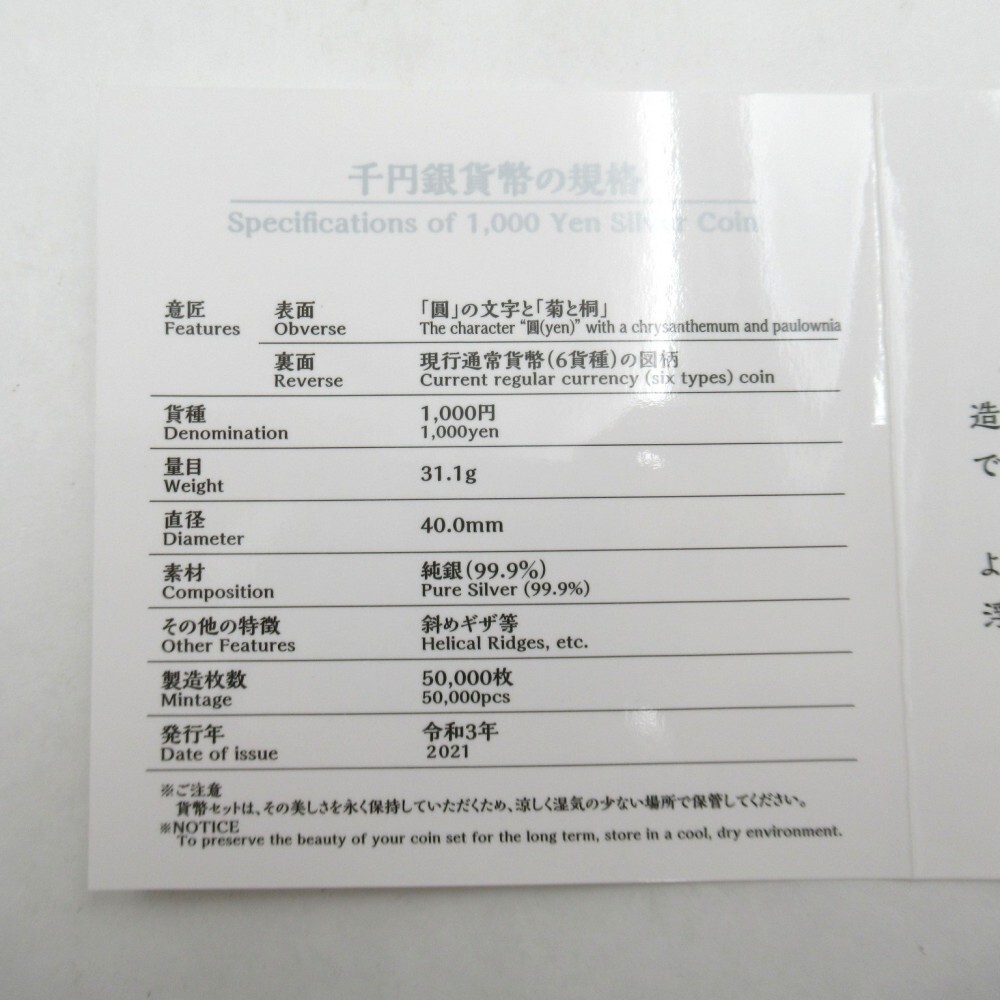 千円銀貨幣の規格
Specifications of 1,000 Yen Silver Coin
意匠 表面 「圓」の文字と「菊と桐」
Features Obverse The character “圓(yen)” with a chrysanthemum and paulownia
裏面 現行通常貨幣(6貨種)の図柄
Reverse Current regular currency (six types) coin
貨種 1,000円
Denomination 1,000yen
量目
Weight 31.1g
直径
Diameter 40.0mm
素材 純銀(99.9%)
Composition Pure Silver (99.9%)
その他の特徴 斜めギザ等
Other Features Helical Ridges, etc.
製造枚数 50,000枚
Mintage 50,000pcs
発行年 令和3年
Date of issue 2021
※ご注意
貨幣セットは、その美しさを永く保持していただくため、涼しく湿気の少ない場所で保管してください。
※NOTICE
To preserve the beauty of your coin set for the long term, store in a cool, dry environment.
造
で
よ